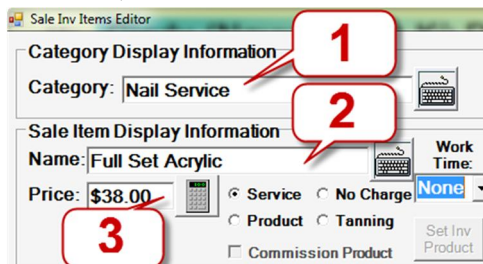 Sale Inv Items Editor
Category Display Information
1
Category: Nail Service
2
Sale Item Display Information
Name: Full Set Acrylic
Work Time:
Price: $38.00
Service No Charge None
3
Product Tanning
Set Inv Product
Commission Product